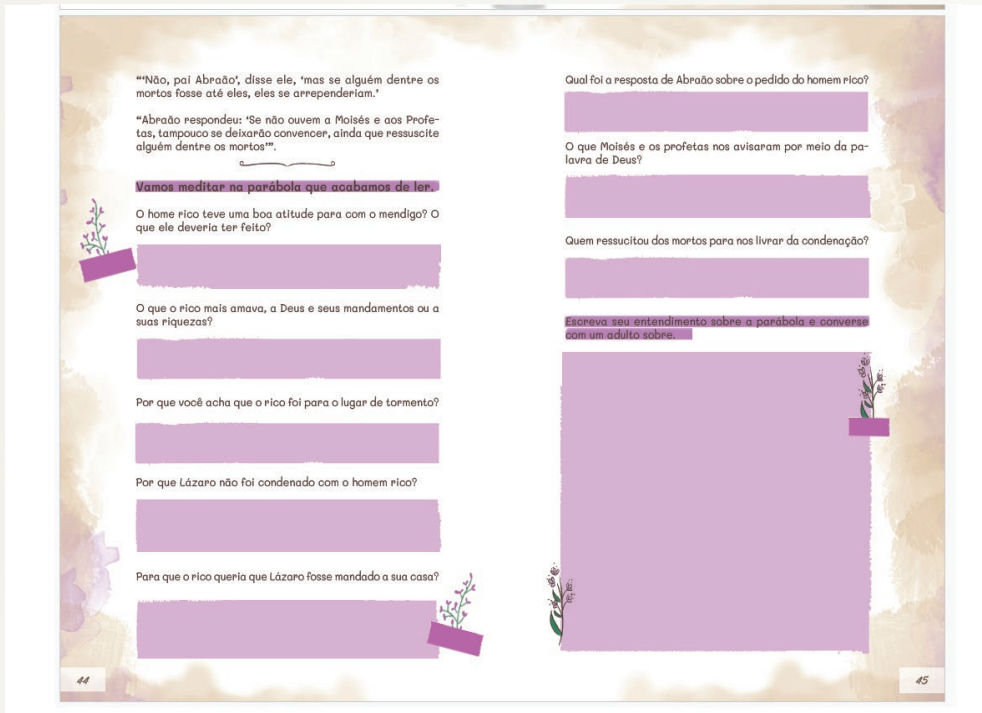 “‘Não, pai Abraão’, disse ele, ‘mas se alguém dentre os
mortos fosse até eles, eles se arrependeriam.’
“Abraão respondeu: ‘Se não ouvem a Moisés e aos Profe-
tas, tampouco se deixarão convencer, ainda que ressuscite
alguém dentre os mortos’”.
Vamos meditar na parábola que acabamos de ler.
O home rico teve uma boa atitude para com o mendigo? O
que ele deveria ter feito?
O que o rico mais amava, a Deus e seus mandamentos ou a
suas riquezas?
Por que você acha que o rico foi para o lugar de tormento?
Por que Lázaro não foi condenado com o homem rico?
Para que o rico queria que Lázaro fosse mandado a sua casa?
44
Qual foi a resposta de Abraão sobre o pedido do homem rico?
O que Moisés e os profetas nos avisaram por meio da pa-
lavra de Deus?
Quem ressucitou dos mortos para nos livrar da condenação?
Escreva seu entendimento sobre a parábola e converse
com um adulto sobre.
45